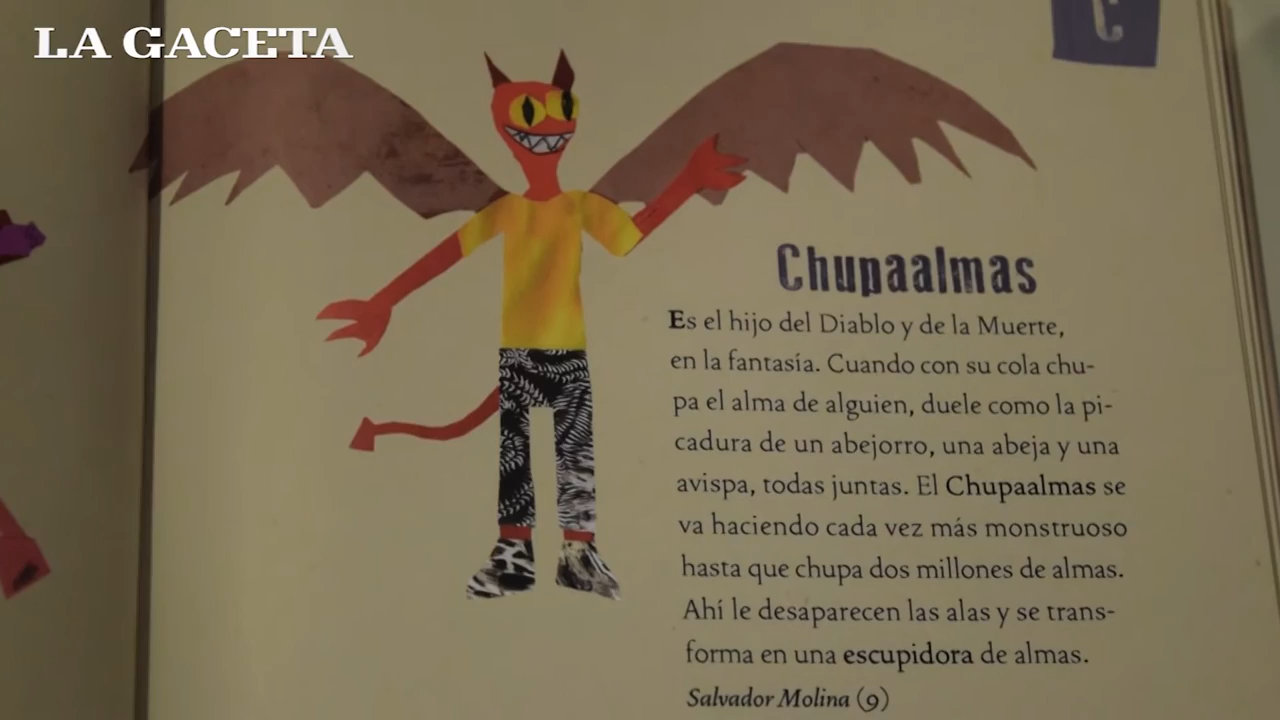 LA GACETA
C
Chupaalmas
Es el hijo del Diablo y de la Muerte,
en la fantasía. Cuando con su cola chu-
pa el alma de alguien, duele como la pi-
cadura de un abejorro, una abeja y una
avispa, todas juntas. El Chupaalmas se
va haciendo cada vez más monstruoso
hasta que chupa dos millones de almas.
Ahí le desaparecen las alas y se trans-
forma en una escupidora de almas.
Salvador Molina (9)